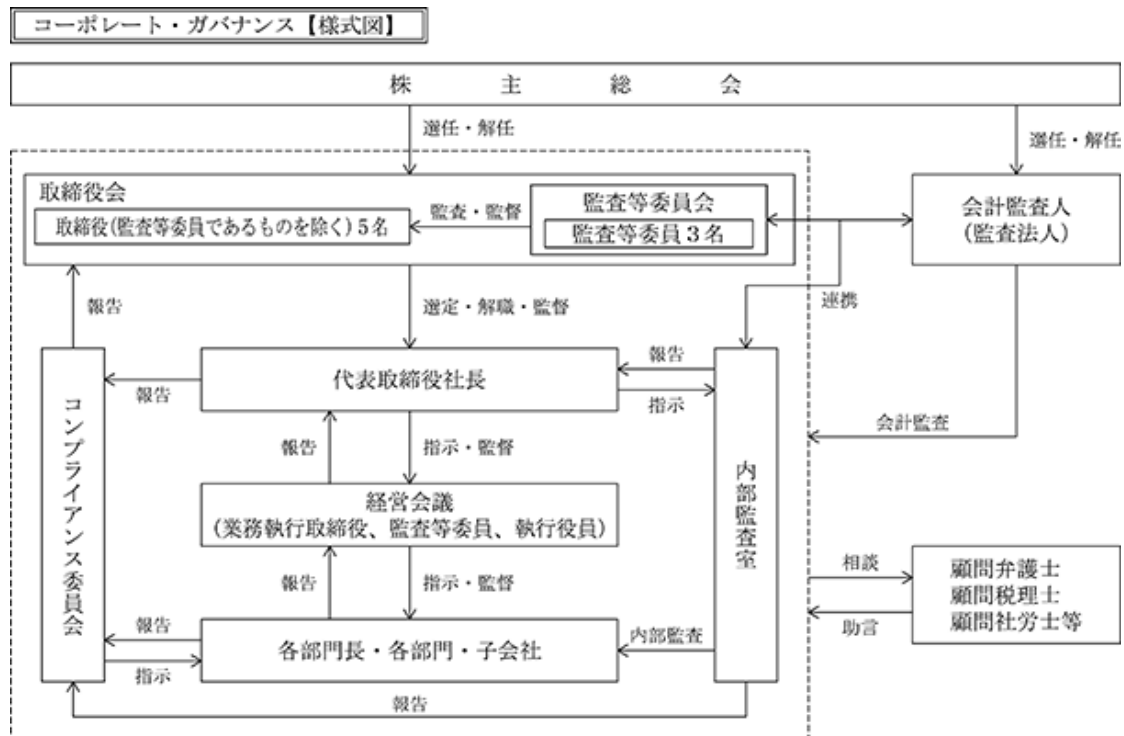 コーポレート・ガバナンス【様式図】
株主総会
選任・解任
選任・解任
取締役会
取締役(監査等委員であるものを除く)5名
監査・監督
監査等委員会
監査等委員3名
会計監査人
(監査法人)
報告
選定・解職・監督
連携
コンプライアンス委員会
報告
代表取締役社長
報告
指示
内部監査室
会計監査
報告
指示・監督
経営会議
(業務執行取締役、監査等委員、執行役員)
報告
指示・監督
相談
助言
顧問弁護士
顧問税理士
顧問社労士等
報告
指示
各部門長・各部門・子会社
内部監査
報告